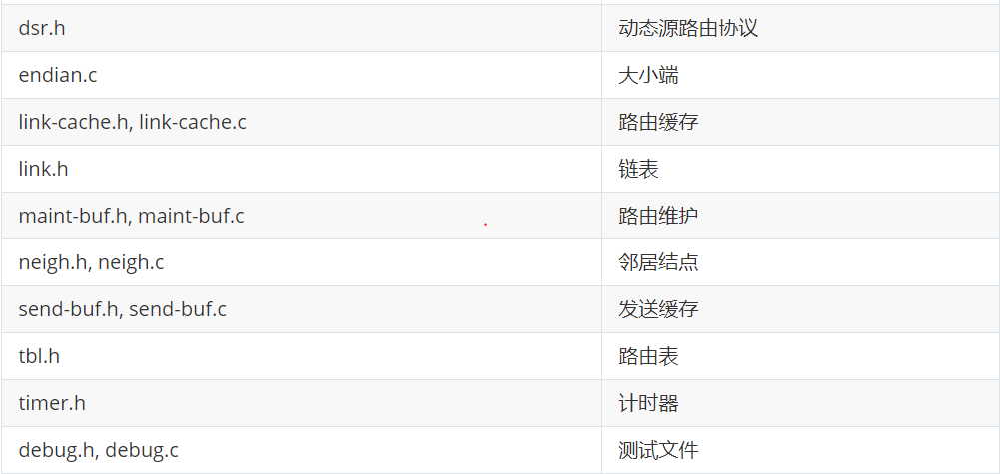 dsr.h 动态源路由协议
endian.c 大小端
link-cache.h, link-cache.c 路由缓存
link.h 链表
maint-buf.h, maint-buf.c 路由维护
neigh.h, neigh.c 邻居结点
send-buf.h, send-buf.c 发送缓存
tbl.h 路由表
timer.h 计时器
debug.h, debug.c 测试文件